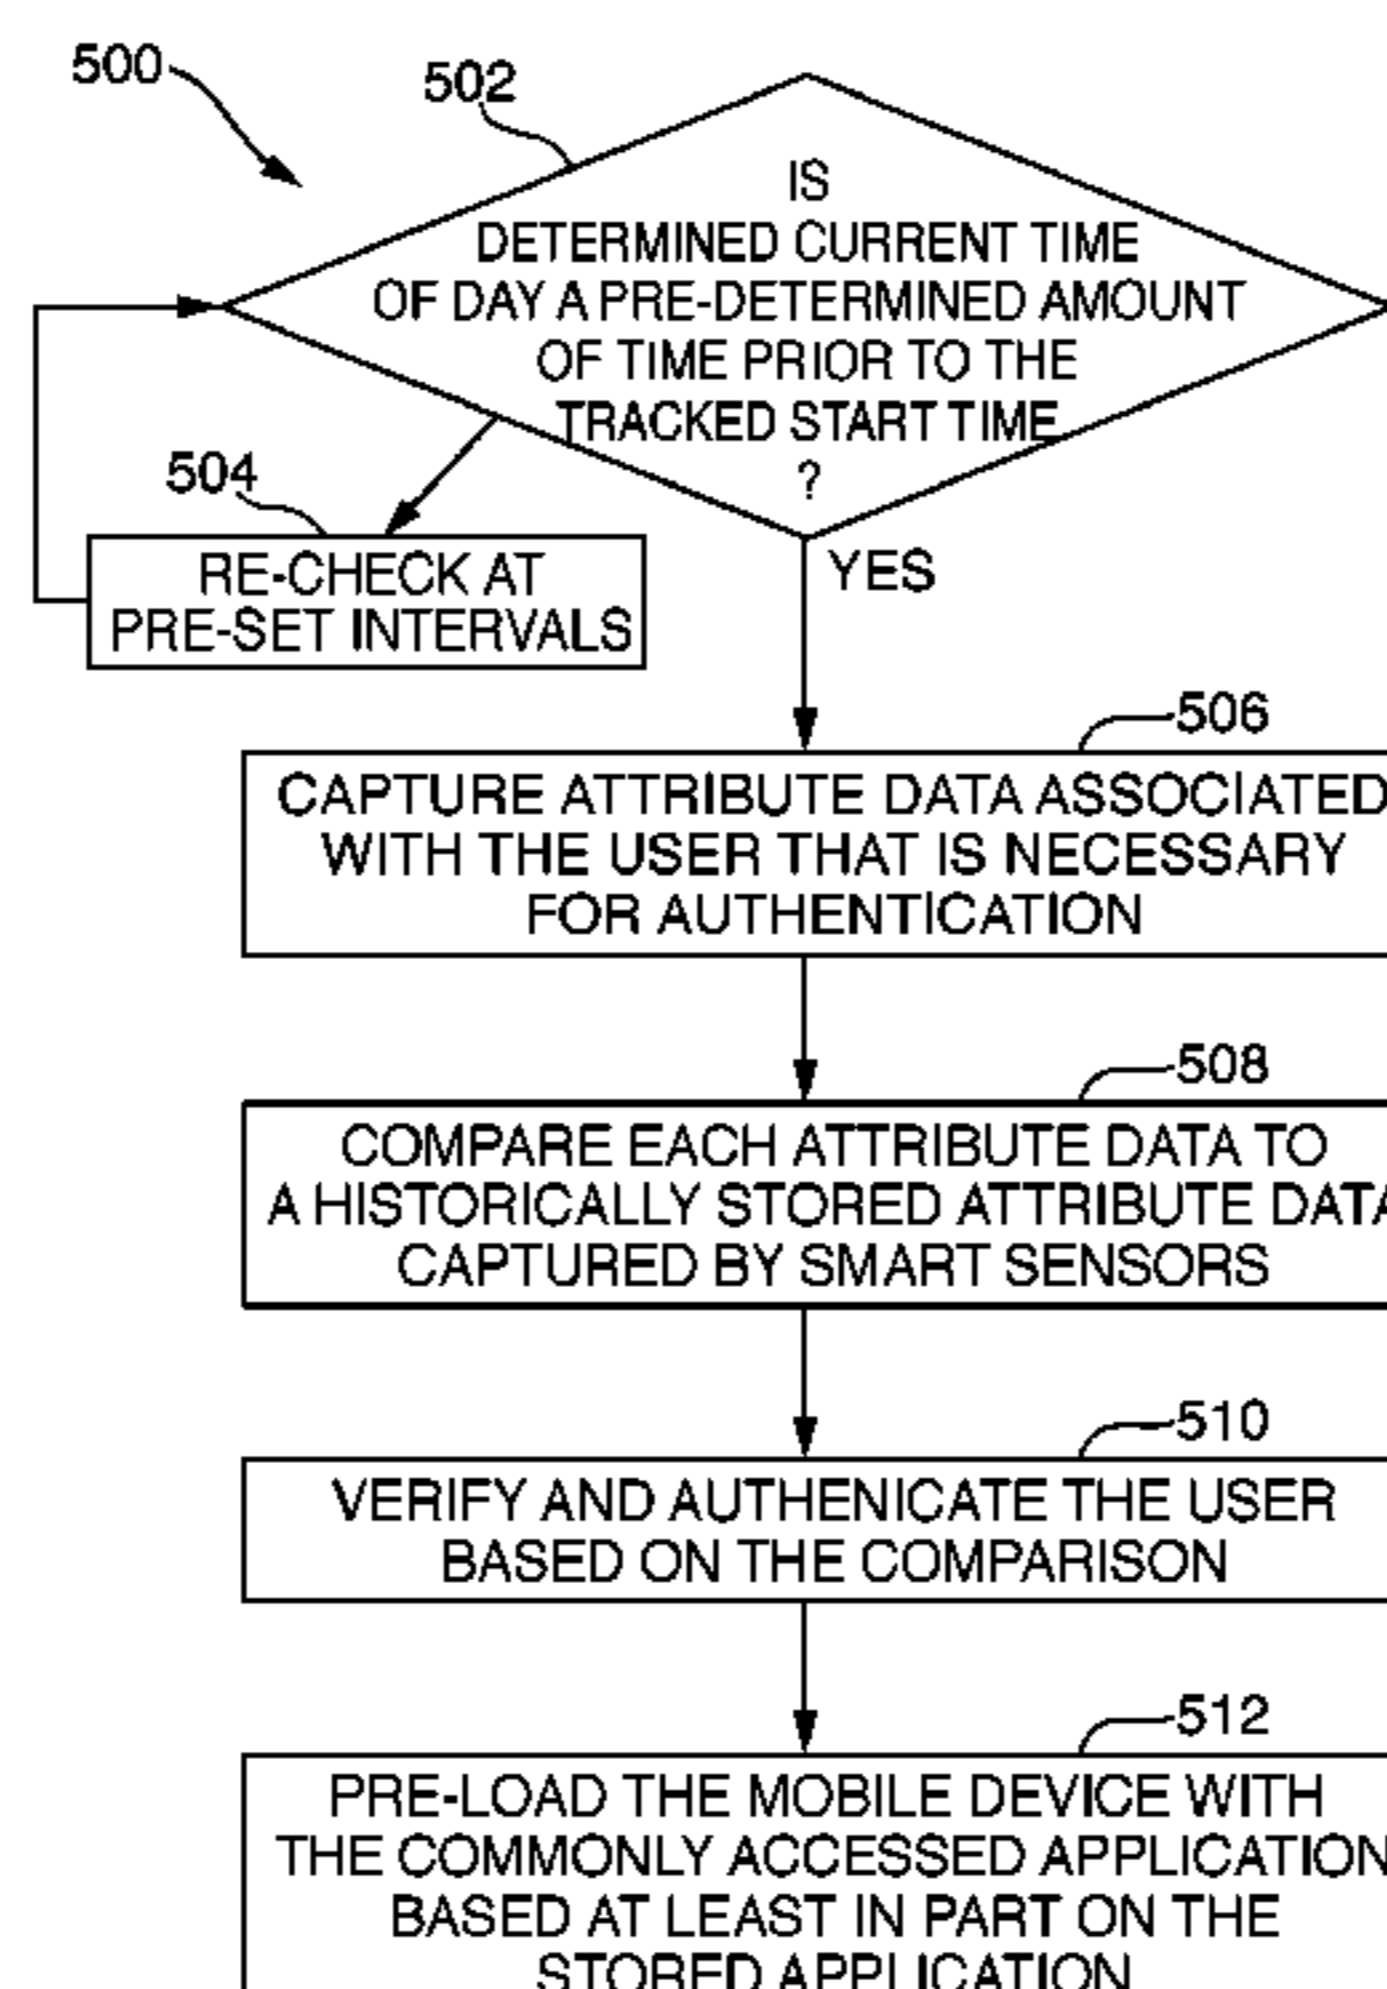 500
502
IS
DETERMINED CURRENT TIME
OF DAY A PRE-DETERMINED AMOUNT
OF TIME PRIOR TO THE
TRACKED START TIME
?
504
RE-CHECK AT
PRE-SET INTERVALS
YES
506
CAPTURE ATTRIBUTE DATA ASSOCIATED
WITH THE USER THAT IS NECESSARY
FOR AUTHENTICATION
508
COMPARE EACH ATTRIBUTE DATA TO
A HISTORICALLY STORED ATTRIBUTE DATA
CAPTURED BY SMART SENSORS
510
VERIFY AND AUTHENICATE THE USER
BASED ON THE COMPARISON
512
PRE-LOAD THE MOBILE DEVICE WITH
THE COMMONLY ACCESSED APPLICATION
BASED AT LEAST IN PART ON THE
STORED APPLICATION